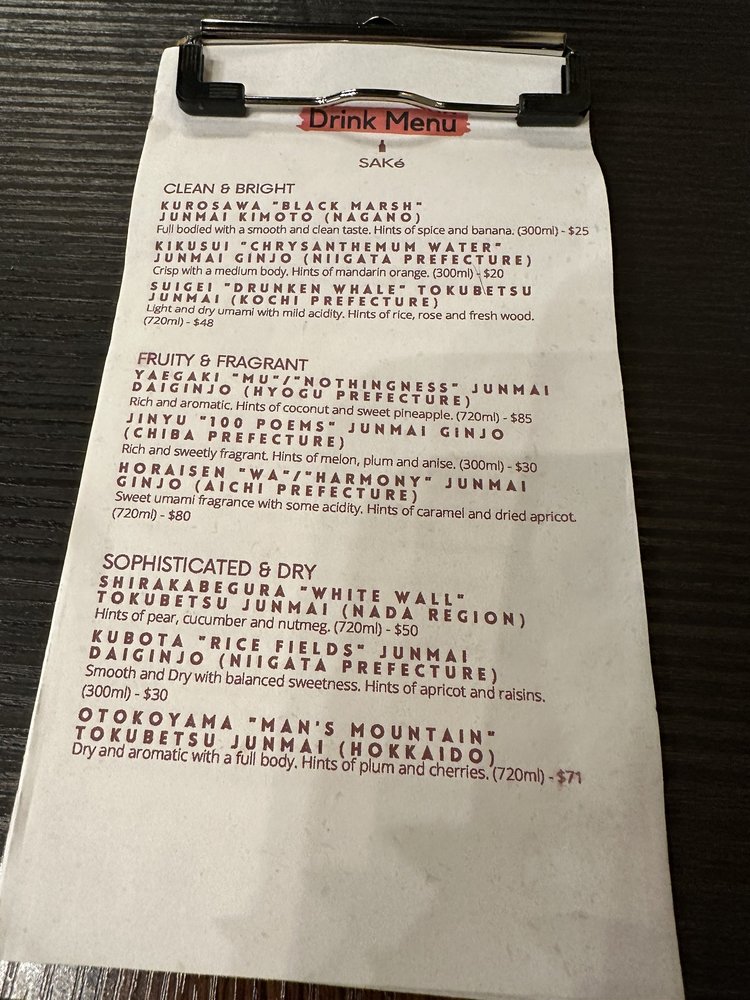 Drink Menu
SAKé
CLEAN & BRIGHT
KUROSAWA "BLACK MARSH"
JUNMAI KIMOTO (NAGANO)
Full bodied with a smooth and clean taste. Hints of spice and banana. (300ml) - $25
KIKUSUI "CHRYSANTHEMUM WATER"
JUNMAI GINJO (NIIGATA PREFECTURE)
Crisp with a medium body. Hints of mandarin orange. (300ml) - $20
SUIGEI "DRUNKEN WHALE" TOKUBETSU
JUNMAI (KOCHI PREFECTURE)
Light and dry umami with mild acidity. Hints of rice, rose and fresh wood.
(720ml) - $48
FRUITY & FRAGRANT
YAEGAKI "MU"/"NOTHINGNESS" JUNMAI
DAIGINJO (HYOGU PREFECTURE)
Rich and aromatic. Hints of coconut and sweet pineapple. (720ml) - $85
JINYU "100 POEMS" JUNMAI GINJO
(CHIBA PREFECTURE)
Rich and sweetly fragrant. Hints of melon, plum and anise. (300ml) - $30
HORAISEN "WA"/"HARMONY" JUNMAI
GINJO (AICHI PREFECTURE)
Sweet umami fragrance with some acidity. Hints of caramel and dried apricot.
(720ml) - $80
SOPHISTICATED & DRY
SHIRAKABEGURA "WHITE WALL"
TOKUBETSU JUNMAI (NADA REGION)
Hints of pear, cucumber and nutmeg. (720ml) - $50
KUBOTA "RICE FIELDS" JUNMAI
DAIGINJO (NIIGATA PREFECTURE)
Smooth and Dry with balanced sweetness. Hints of apricot and raisins.
(300ml) - $30
OTOKOYAMA "MAN'S MOUNTAIN"
TOKUBETSU JUNMAI (HOKKAIDO)
Dry and aromatic with a full body. Hints of plum and cherries. (720ml) - $71